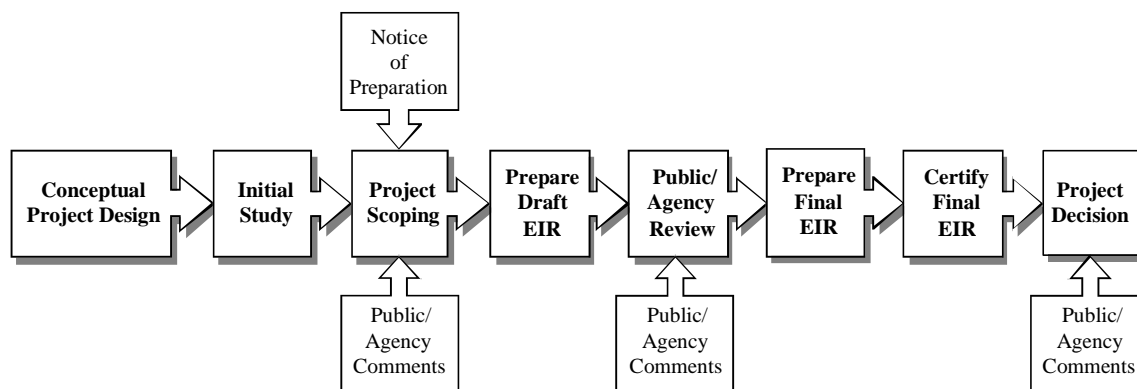 Notice
of
Preparation
Conceptual
Project Design
Initial
Study
Project
Scoping
Prepare
Draft
EIR
Public/
Agency
Review
Prepare
Final
EIR
Certify
Final
EIR
Project
Decision
Public/
Agency
Comments
Public/
Agency
Comments
Public/
Agency
Comments